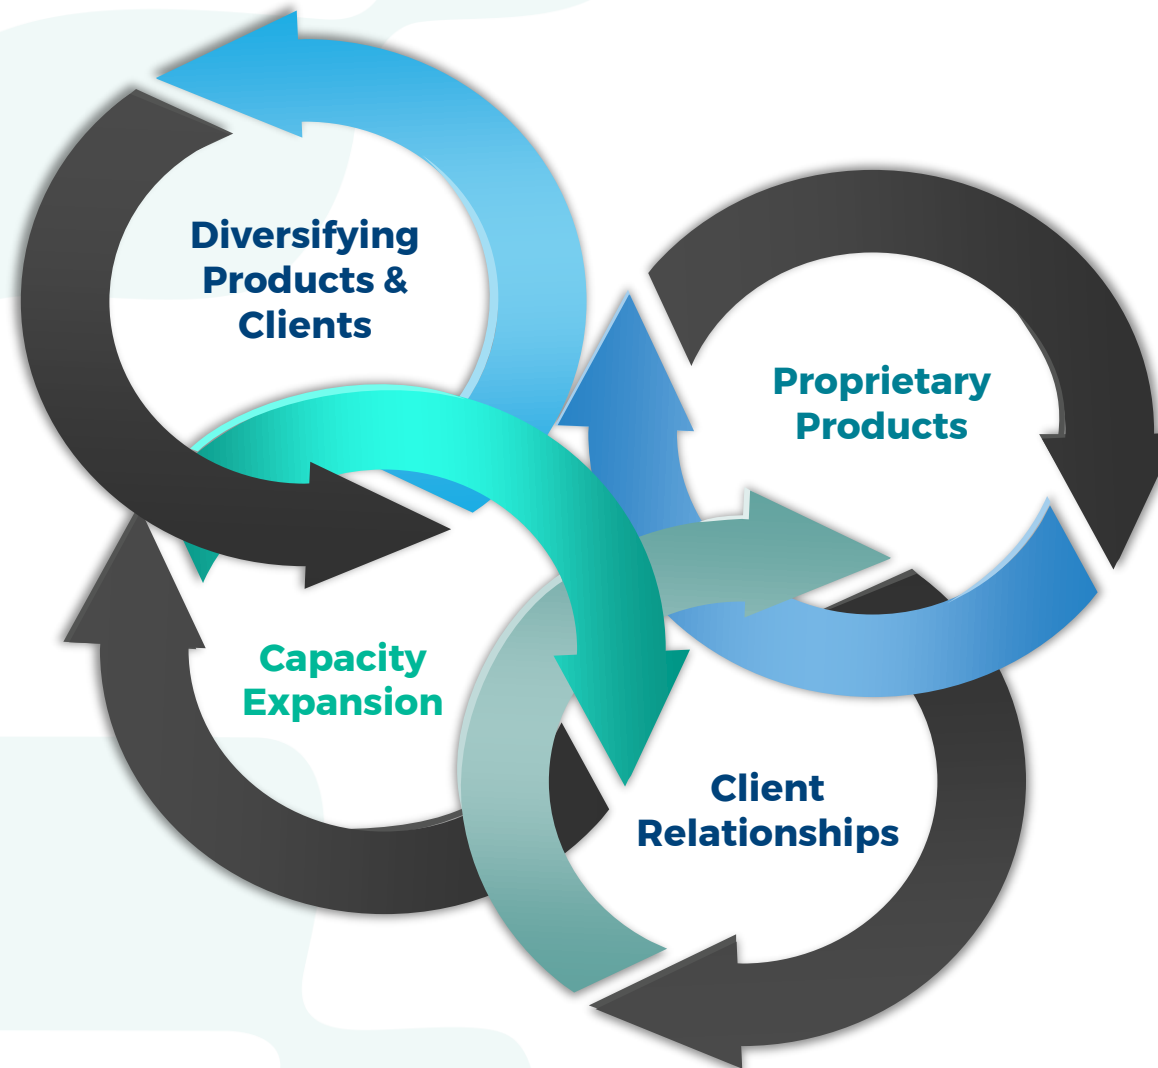 Diversifying
Products &
Clients
Proprietary
Products
Capacity
Expansion
Client
Relationships